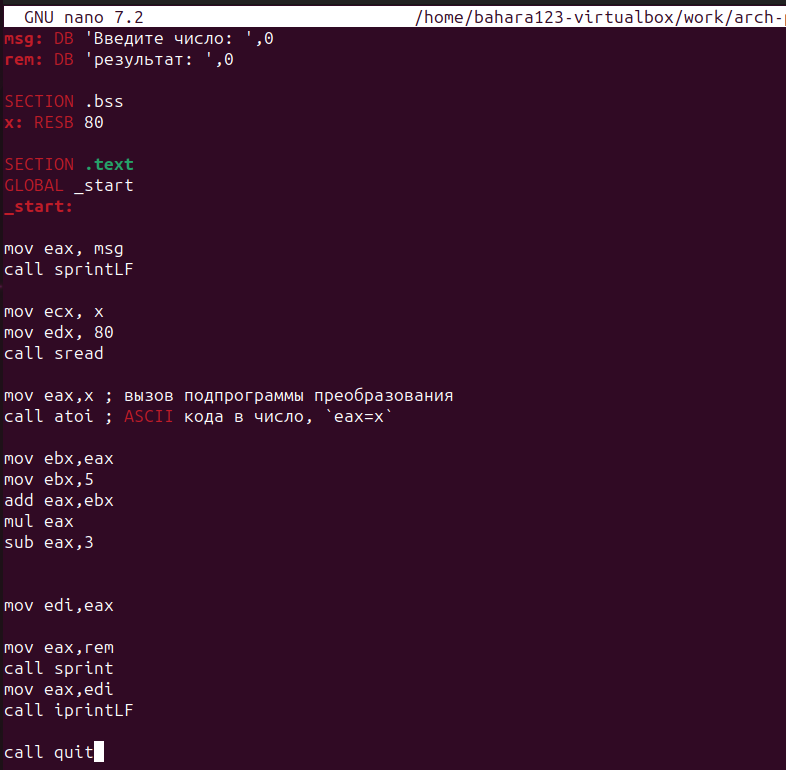 GNU nano 7.2 /home/bahara123-virtualbox/work/arch-
msg: DB 'Введите число: ',0
rem: DB 'результат: ',0
SECTION .bss
x: RESB 80
SECTION .text
GLOBAL _start
_start:
mov eax, msg
call sprintLF
mov ecx, x
mov edx, 80
call sread
mov eax,x ; вызов подпрограммы преобразования
call atoi ; ASCII кода в число, `eax=x`
mov ebx,eax
mov ebx,5
add eax,ebx
mul eax
sub eax,3
mov edi,eax
mov eax,rem
call sprint
mov eax,edi
call iprintLF
call quit